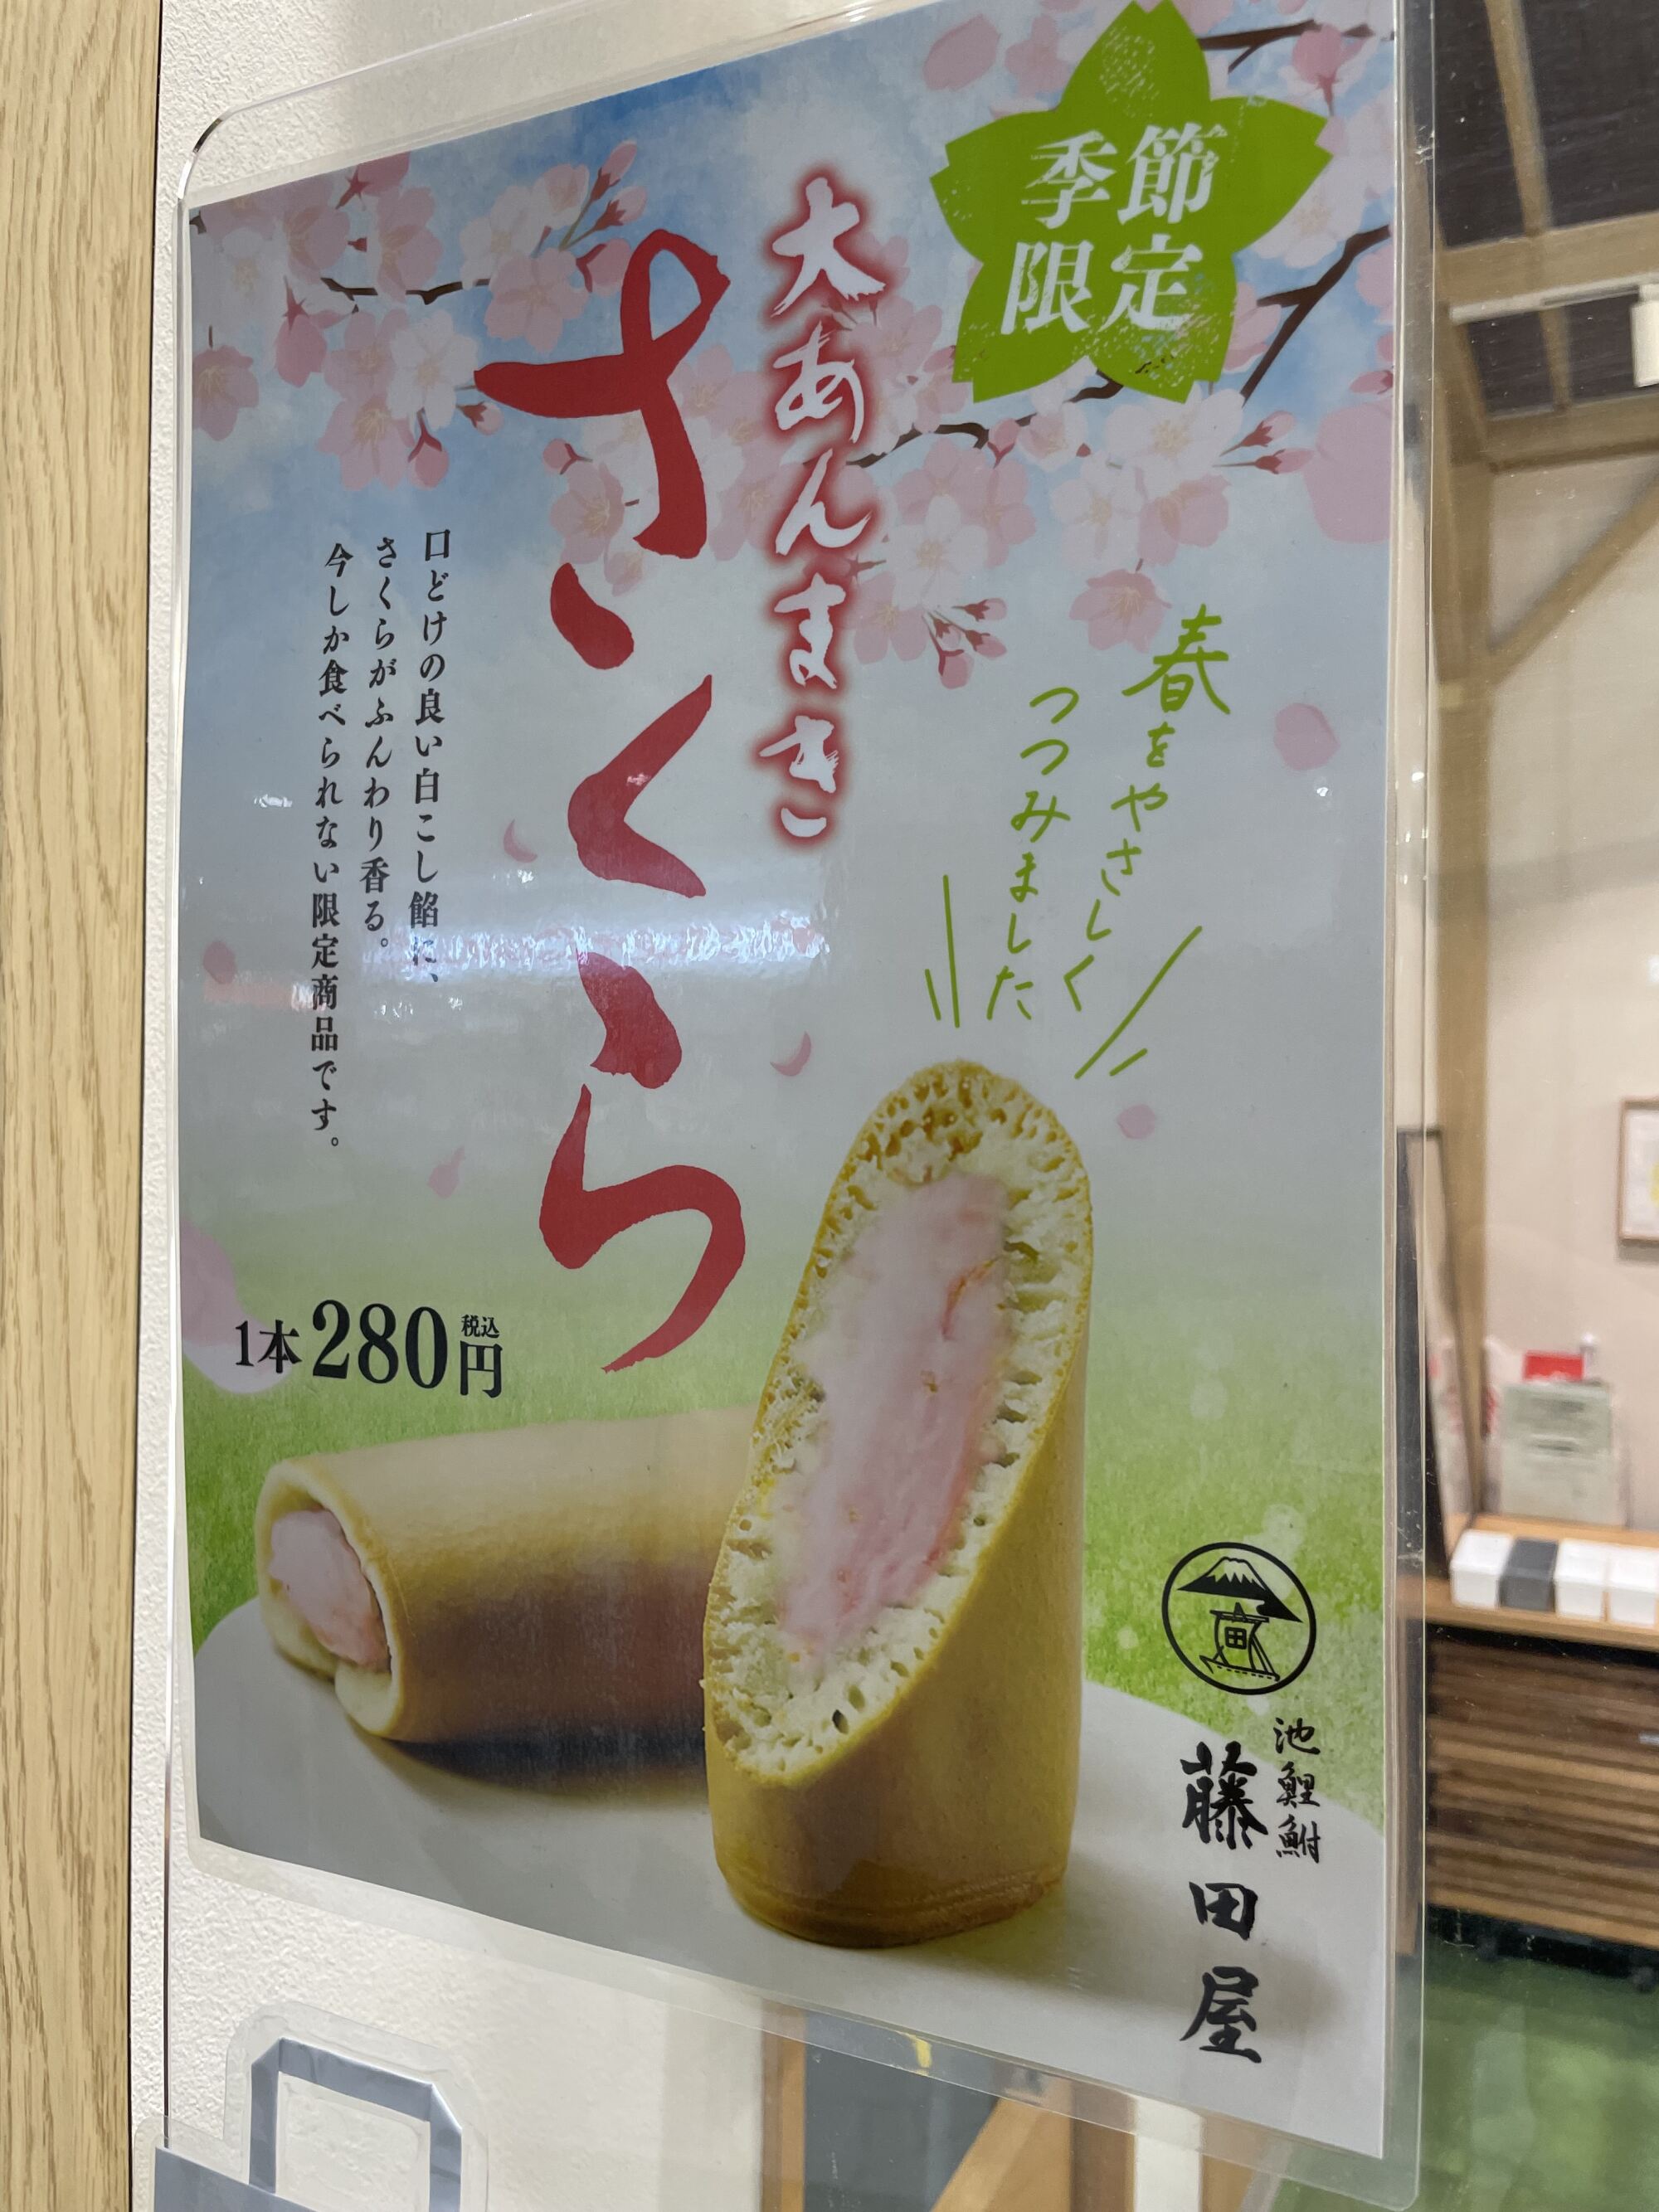 季節
限定
春をやさしく
つつみました
大あんまき
さくら
口どけの良い白こし餡に、
さくらがふんわり香る。
今しか食べられない限定商品です。
1本280円税込
池鯉鮒
藤田屋